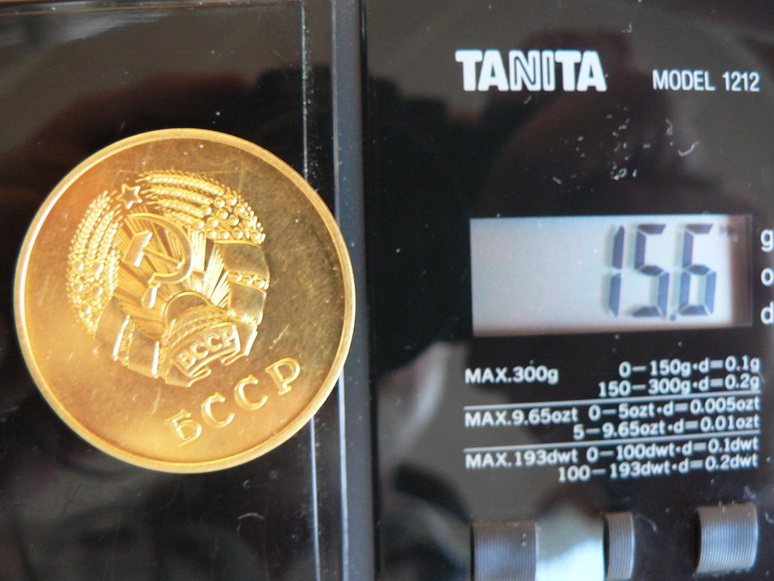 TANITA MODEL 1212
15.6
g
o
d
MAX.300g 0-150g•d=0.1g
150-300g•d=0.2g
MAX.9.65ozt 0-5ozt•d=0.005ozt
5-9.65ozt•d=0.01ozt
MAX.193dwt 0-100dwt•d=0.1dwt
100-193dwt•d=0.2dwt
БССР
БССР